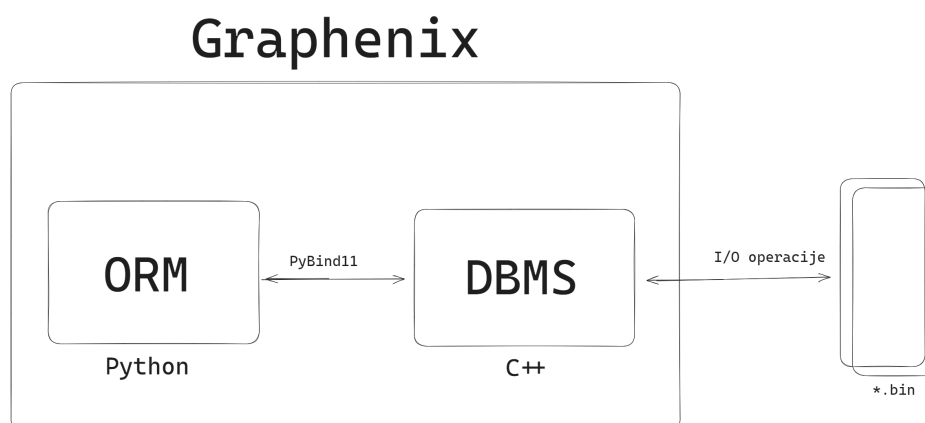 Graphenix
ORM
PyBind11
DBMS
I/O operacije
Python
C++
*.bin